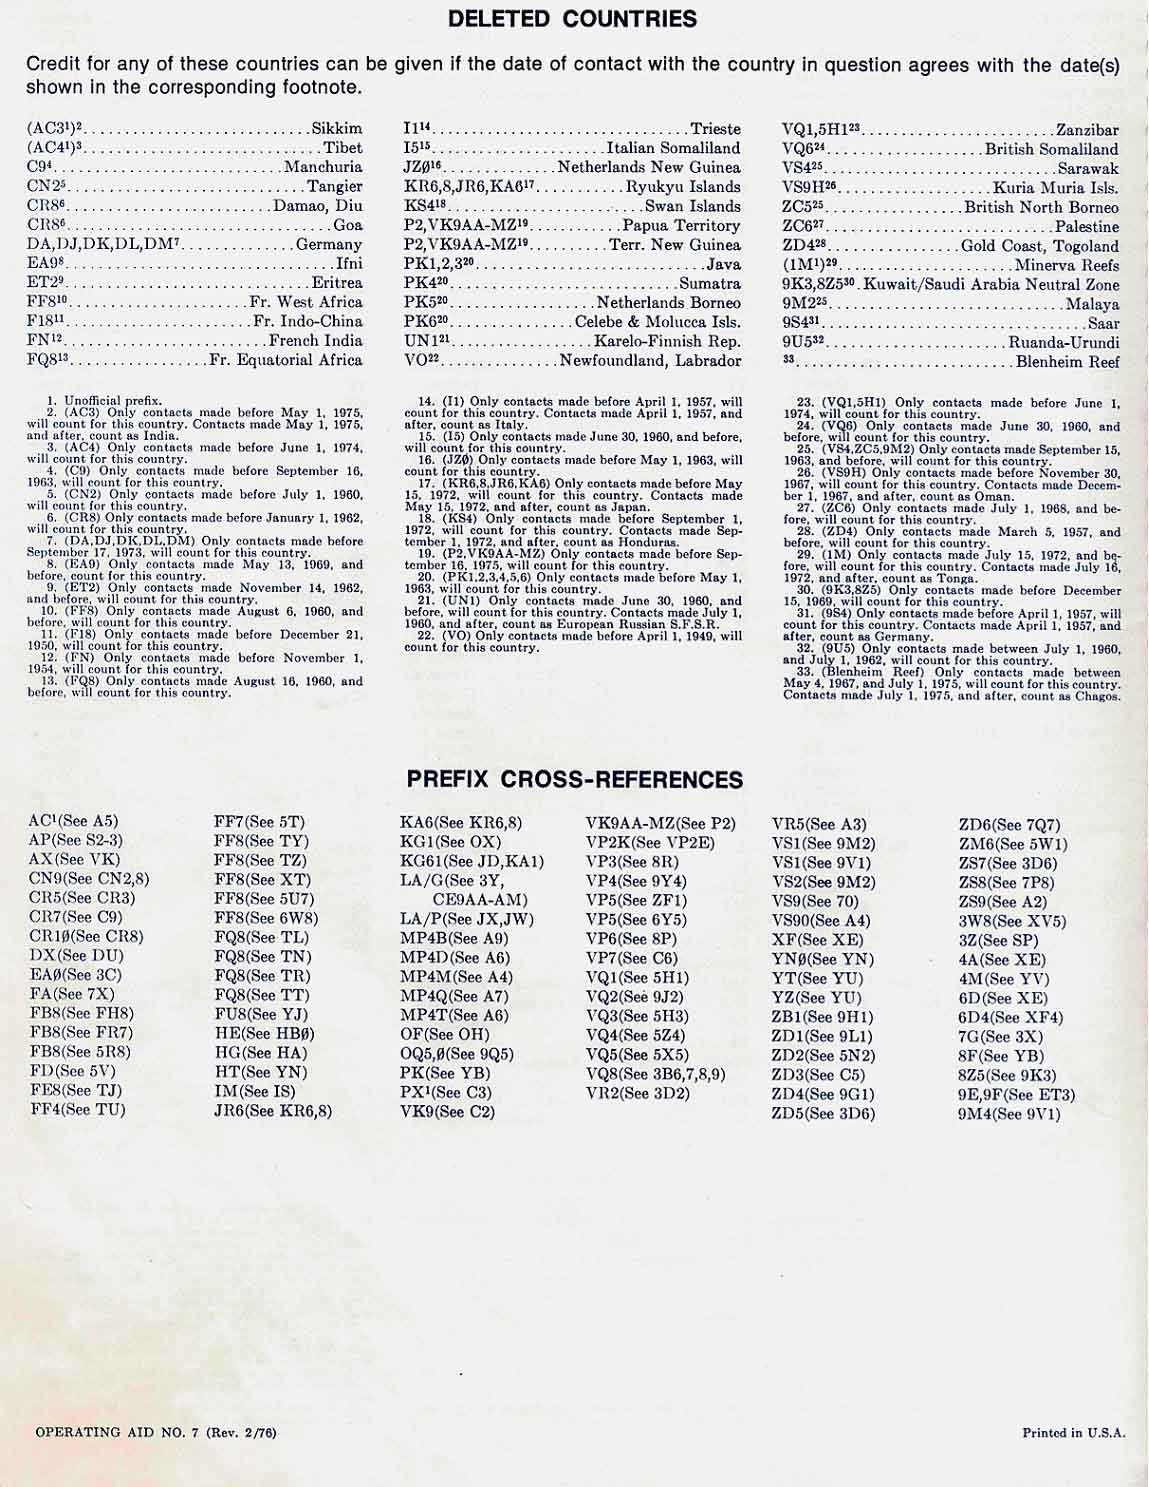 DELETED COUNTRIES
Credit for any of these countries can be given if the date of contact with the country in question agrees with the date(s)
shown in the corresponding footnote.
(AC3¹)²............................Sikkim
(AC4¹)³............................Tibet
C9⁴............................Manchuria
CN2⁵............................Tangier
CR8⁶............................Damao, Diu
CR8⁶............................Goa
DA,DJ,DK,DL,DM⁷..............Germany
EA9⁸............................Ifni
ET2⁹............................Eritrea
FF8¹⁰......................Fr. West Africa
F18¹¹.......................Fr. Indo-China
FN¹².........................French India
FQ8¹³.................Fr. Equatorial Africa
1. Unofficial prefix.
2. (AC3) Only contacts made before May 1, 1975,
will count for this country. Contacts made May 1, 1975,
and after, count as India.
3. (AC4) Only contacts made before June 1, 1974,
will count for this country.
4. (C9) Only contacts made before September 16,
1963, will count for this country.
5. (CN2) Only contacts made before July 1, 1960,
will count for this country.
6. (CR8) Only contacts made before January 1, 1962,
will count for this country.
7. (DA,DJ,DK,DL,DM) Only contacts made before
September 17, 1973, will count for this country.
8. (EA9) Only contacts made May 13, 1969, and
before, count for this country.
9. (ET2) Only contacts made November 14, 1962,
and before, will count for this country.
10. (FF8) Only contacts made August 6, 1960, and
before, will count for this country.
11. (F18) Only contacts made before December 21,
1950, will count for this country.
12. (FN) Only contacts made before November 1,
1954, will count for this country.
13. (FQ8) Only contacts made August 16, 1960, and
before, will count for this country.
I1¹⁴...............................Trieste
I5¹⁵.....................Italian Somaliland
JZØ¹⁶..............Netherlands New Guinea
KR6,8,JR6,KA6¹⁷...........Ryukyu Islands
KS4¹⁸........................Swan Islands
P2,VK9AA-MZ¹⁹............Papua Territory
P2,VK9AA-MZ¹⁹..........Terr. New Guinea
PK1,2,3²⁰............................Java
PK4²⁰............................Sumatra
PK5²⁰..................Netherlands Borneo
PK6²⁰...............Celebe & Molucca Isls.
UN1²¹.................Karelo-Finnish Rep.
VO²²..............Newfoundland, Labrador
14. (I1) Only contacts made before April 1, 1957, will
count for this country. Contacts made April 1, 1957, and
after, count as Italy.
15. (I5) Only contacts made June 30, 1960, and before,
will count for this country.
16. (JZØ) Only contacts made before May 1, 1963, will
count for this country.
17. (KR6,8,JR6,KA6) Only contacts made before May
15, 1972, will count for this country. Contacts made
May 15, 1972, and after, count as Japan.
18. (KS4) Only contacts made before September 1,
1972, will count for this country. Contacts made Sep-
tember 1, 1972, and after, count as Honduras.
19. (P2,VK9AA-MZ) Only contacts made before Sep-
tember 16, 1975, will count for this country.
20. (PK1,2,3,4,5,6) Only contacts made before May 1,
1963, will count for this country.
21. (UN1) Only contacts made June 30, 1960, and
before, will count for this country. Contacts made July 1,
1960, and after, count as European Russian S.F.S.R.
22. (VO) Only contacts made before April 1, 1949, will
count for this country.
VQ1,5H1²³........................Zanzibar
VQ6²⁴...................British Somaliland
VS4²⁵.............................Sarawak
VS9H²⁶...................Kuria Muria Isls.
ZC5²⁵.................British North Borneo
ZC6²⁷............................Palestine
ZD4²⁸................Gold Coast, Togoland
(1M¹)²⁹......................Minerva Reefs
9K3,8Z5³⁰.Kuwait/Saudi Arabia Neutral Zone
9M2²⁵.............................Malaya
9S4³¹................................Saar
9U5³².......................Ruanda-Urundi
³³...........................Blenheim Reef
23. (VQ1,5H1) Only contacts made before June 1,
1974, will count for this country.
24. (VQ6) Only contacts made June 30, 1960, and
before, will count for this country.
25. (VS4,ZC5,9M2) Only contacts made September 15,
1963, and before, will count for this country.
26. (VS9H) Only contacts made before November 30,
1967, will count for this country. Contacts made Decem-
ber 1, 1967, and after, count as Oman.
27. (ZC6) Only contacts made July 1, 1968, and be-
fore, will count for this country.
28. (ZD4) Only contacts made March 5, 1957, and
before, will count for this country.
29. (1M) Only contacts made July 15, 1972, and be-
fore, will count for this country. Contacts made July 16,
1972, and after, count as Tonga.
30. (9K3,8Z5) Only contacts made before December
15, 1969, will count for this country.
31. (9S4) Only contacts made before April 1, 1957, will
count for this country. Contacts made April 1, 1957, and
after, count as Germany.
32. (9U5) Only contacts made between July 1, 1960,
and July 1, 1962, will count for this country.
33. (Blenheim Reef) Only contacts made between
May 4, 1967, and July 1, 1975, will count for this country.
Contacts made July 1, 1975, and after, count as Chagos.
PREFIX CROSS-REFERENCES
AC¹(See A5)
AP(See S2-3)
AX(See VK)
CN9(See CN2,8)
CR5(See CR3)
CR7(See C9)
CR1Ø(See CR8)
DX(See DU)
EAØ(See 3C)
FA(See 7X)
FB8(See FH8)
FB8(See FR7)
FB8(See 5R8)
FD(See 5V)
FE8(See TJ)
FF4(See TU)
FF7(See 5T)
FF8(See TY)
FF8(See TZ)
FF8(See XT)
FF8(See 5U7)
FF8(See 6W8)
FQ8(See TL)
FQ8(See TN)
FQ8(See TR)
FQ8(See TT)
FU8(See YJ)
HE(See HBØ)
HG(See HA)
HT(See YN)
IM(See IS)
JR6(See KR6,8)
KA6(See KR6,8)
KG1(See OX)
KG6I(See JD,KA1)
LA/G(See 3Y,
CE9AA-AM)
LA/P(See JX,JW)
MP4B(See A9)
MP4D(See A6)
MP4M(See A4)
MP4Q(See A7)
MP4T(See A6)
OF(See OH)
OQ5,Ø(See 9Q5)
PK(See YB)
PX¹(See C3)
VK9(See C2)
VK9AA-MZ(See P2)
VP2K(See VP2E)
VP3(See 8R)
VP4(See 9Y4)
VP5(See ZF1)
VP5(See 6Y5)
VP6(See 8P)
VP7(See C6)
VQ1(See 5H1)
VQ2(See 9J2)
VQ3(See 5H3)
VQ4(See 5Z4)
VQ5(See 5X5)
VQ8(See 3B6,7,8,9)
VR2(See 3D2)
VR5(See A3)
VS1(See 9M2)
VS1(See 9V1)
VS2(See 9M2)
VS9(See 70)
VS90(See A4)
XF(See XE)
YNØ(See YN)
YT(See YU)
YZ(See YU)
ZB1(See 9H1)
ZD1(See 9L1)
ZD2(See 5N2)
ZD3(See C5)
ZD4(See 9G1)
ZD5(See 3D6)
ZD6(See 7Q7)
ZM6(See 5W1)
ZS7(See 3D6)
ZS8(See 7P8)
ZS9(See A2)
3W8(See XV5)
3Z(See SP)
4A(See XE)
4M(See YV)
6D(See XE)
6D4(See XF4)
7G(See 3X)
8F(See YB)
8Z5(See 9K3)
9E,9F(See ET3)
9M4(See 9V1)
OPERATING AID NO. 7 (Rev. 2/76)
Printed in U.S.A.